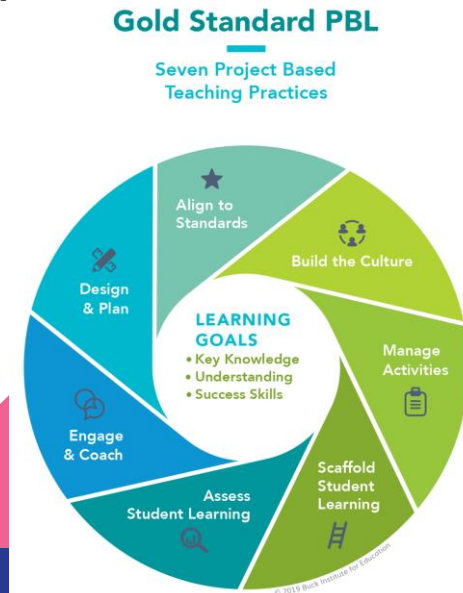 Gold Standard PBL
Seven Project Based
Teaching Practices
Align to
Standards
Build the Culture
Manage
Activities
Scaffold
Student
Learning
Assess
Student Learning
Engage
& Coach
Design
& Plan
LEARNING
GOALS
• Key Knowledge
• Understanding
• Success Skills
© 2019 Buck Institute for Education